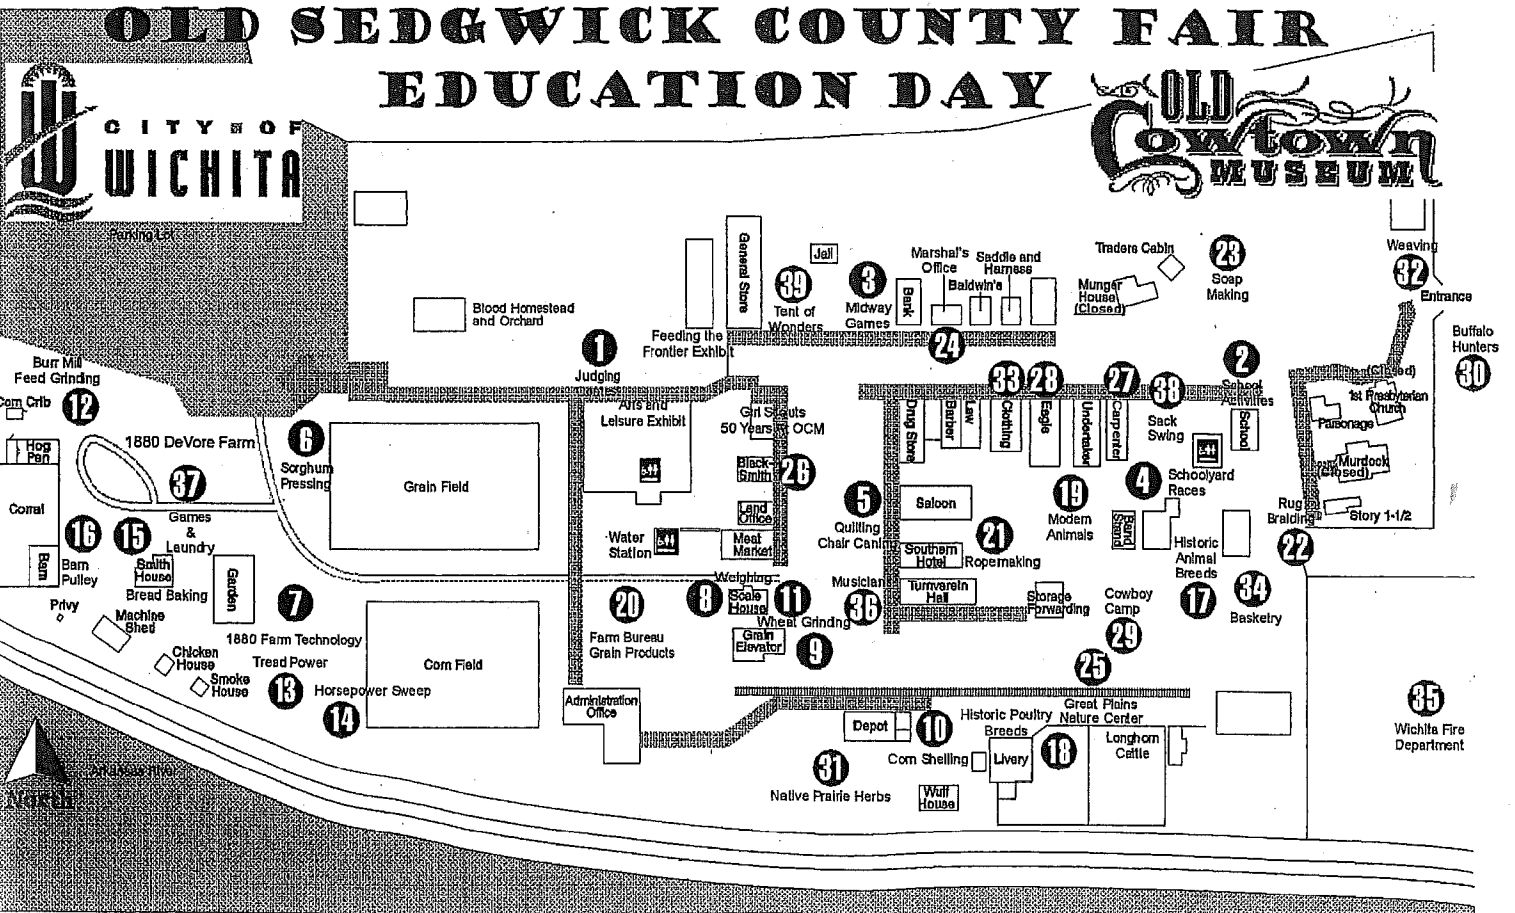 OLD SEDGWICK COUNTY FAIR
EDUCATION DAY
CITY OF
WICHITA
OLD
Cowtown
MUSEUM
Parking Lot
General Store
Jail
39
Tent of
Wonders
3
Midway
Games
Bank
Marshal's
Office
Baldwin's
Saddle and
Harness
Traders Cabin
Munger
House
(Closed)
23
Soap
Making
Weaving
32
Entrance
Buffalo
Hunters
30
Blood Homestead
and Orchard
Feeding the
Frontier Exhibit
1
Judging
24
2
School
Activities
School
33
28
27
38
Sack
Swing
Drug Store
Barber
Law
Clothing
Eagle
Undertaker
Carpenter
(Closed)
1st Presbyterian
Church
Parsonage
Murdock
(Closed)
Story 1-1/2
Burr Mill
Feed Grinding
12
Corn Crib
Hog
Pen
1880 DeVore Farm
37
Games
&
Laundry
6
Sorghum
Pressing
Grain Field
Arts and
Leisure Exhibit
Girl Scouts
50 Years at OCM
Black-
Smith
26
Land
Office
Meat
Market
Water
Station
5
Quilting
Chair Caning
Saloon
Southern
Hotel
Turnverein
Hall
21
Ropemaking
19
Modern
Animals
4
Schoolyard
Races
Band
Stand
Historic
Animal
Breeds
17
34
Basketry
Rug
Braiding
22
Corral
Barn
16
Barn
Pulley
15
Smith
House
Bread Baking
Garden
Privy
Machine
Shed
Chicken
House
Smoke
House
7
1880 Farm Technology
Tread Power
13
Horsepower Sweep
14
Corn Field
20
Farm Bureau
Grain Products
Weighing
8
Scale
House
11
Wheat Grinding
Grain
Elevator
9
Musician
36
Storage
Forwarding
Cowboy
Camp
29
25
Great Plains
Nature Center
Administration
Office
Depot
10
Corn Shelling
Historic Poultry
Breeds
Livery
18
Longhorn
Cattle
31
Native Prairie Herbs
Wulf
House
35
Wichita Fire
Department
Arkansas River
North